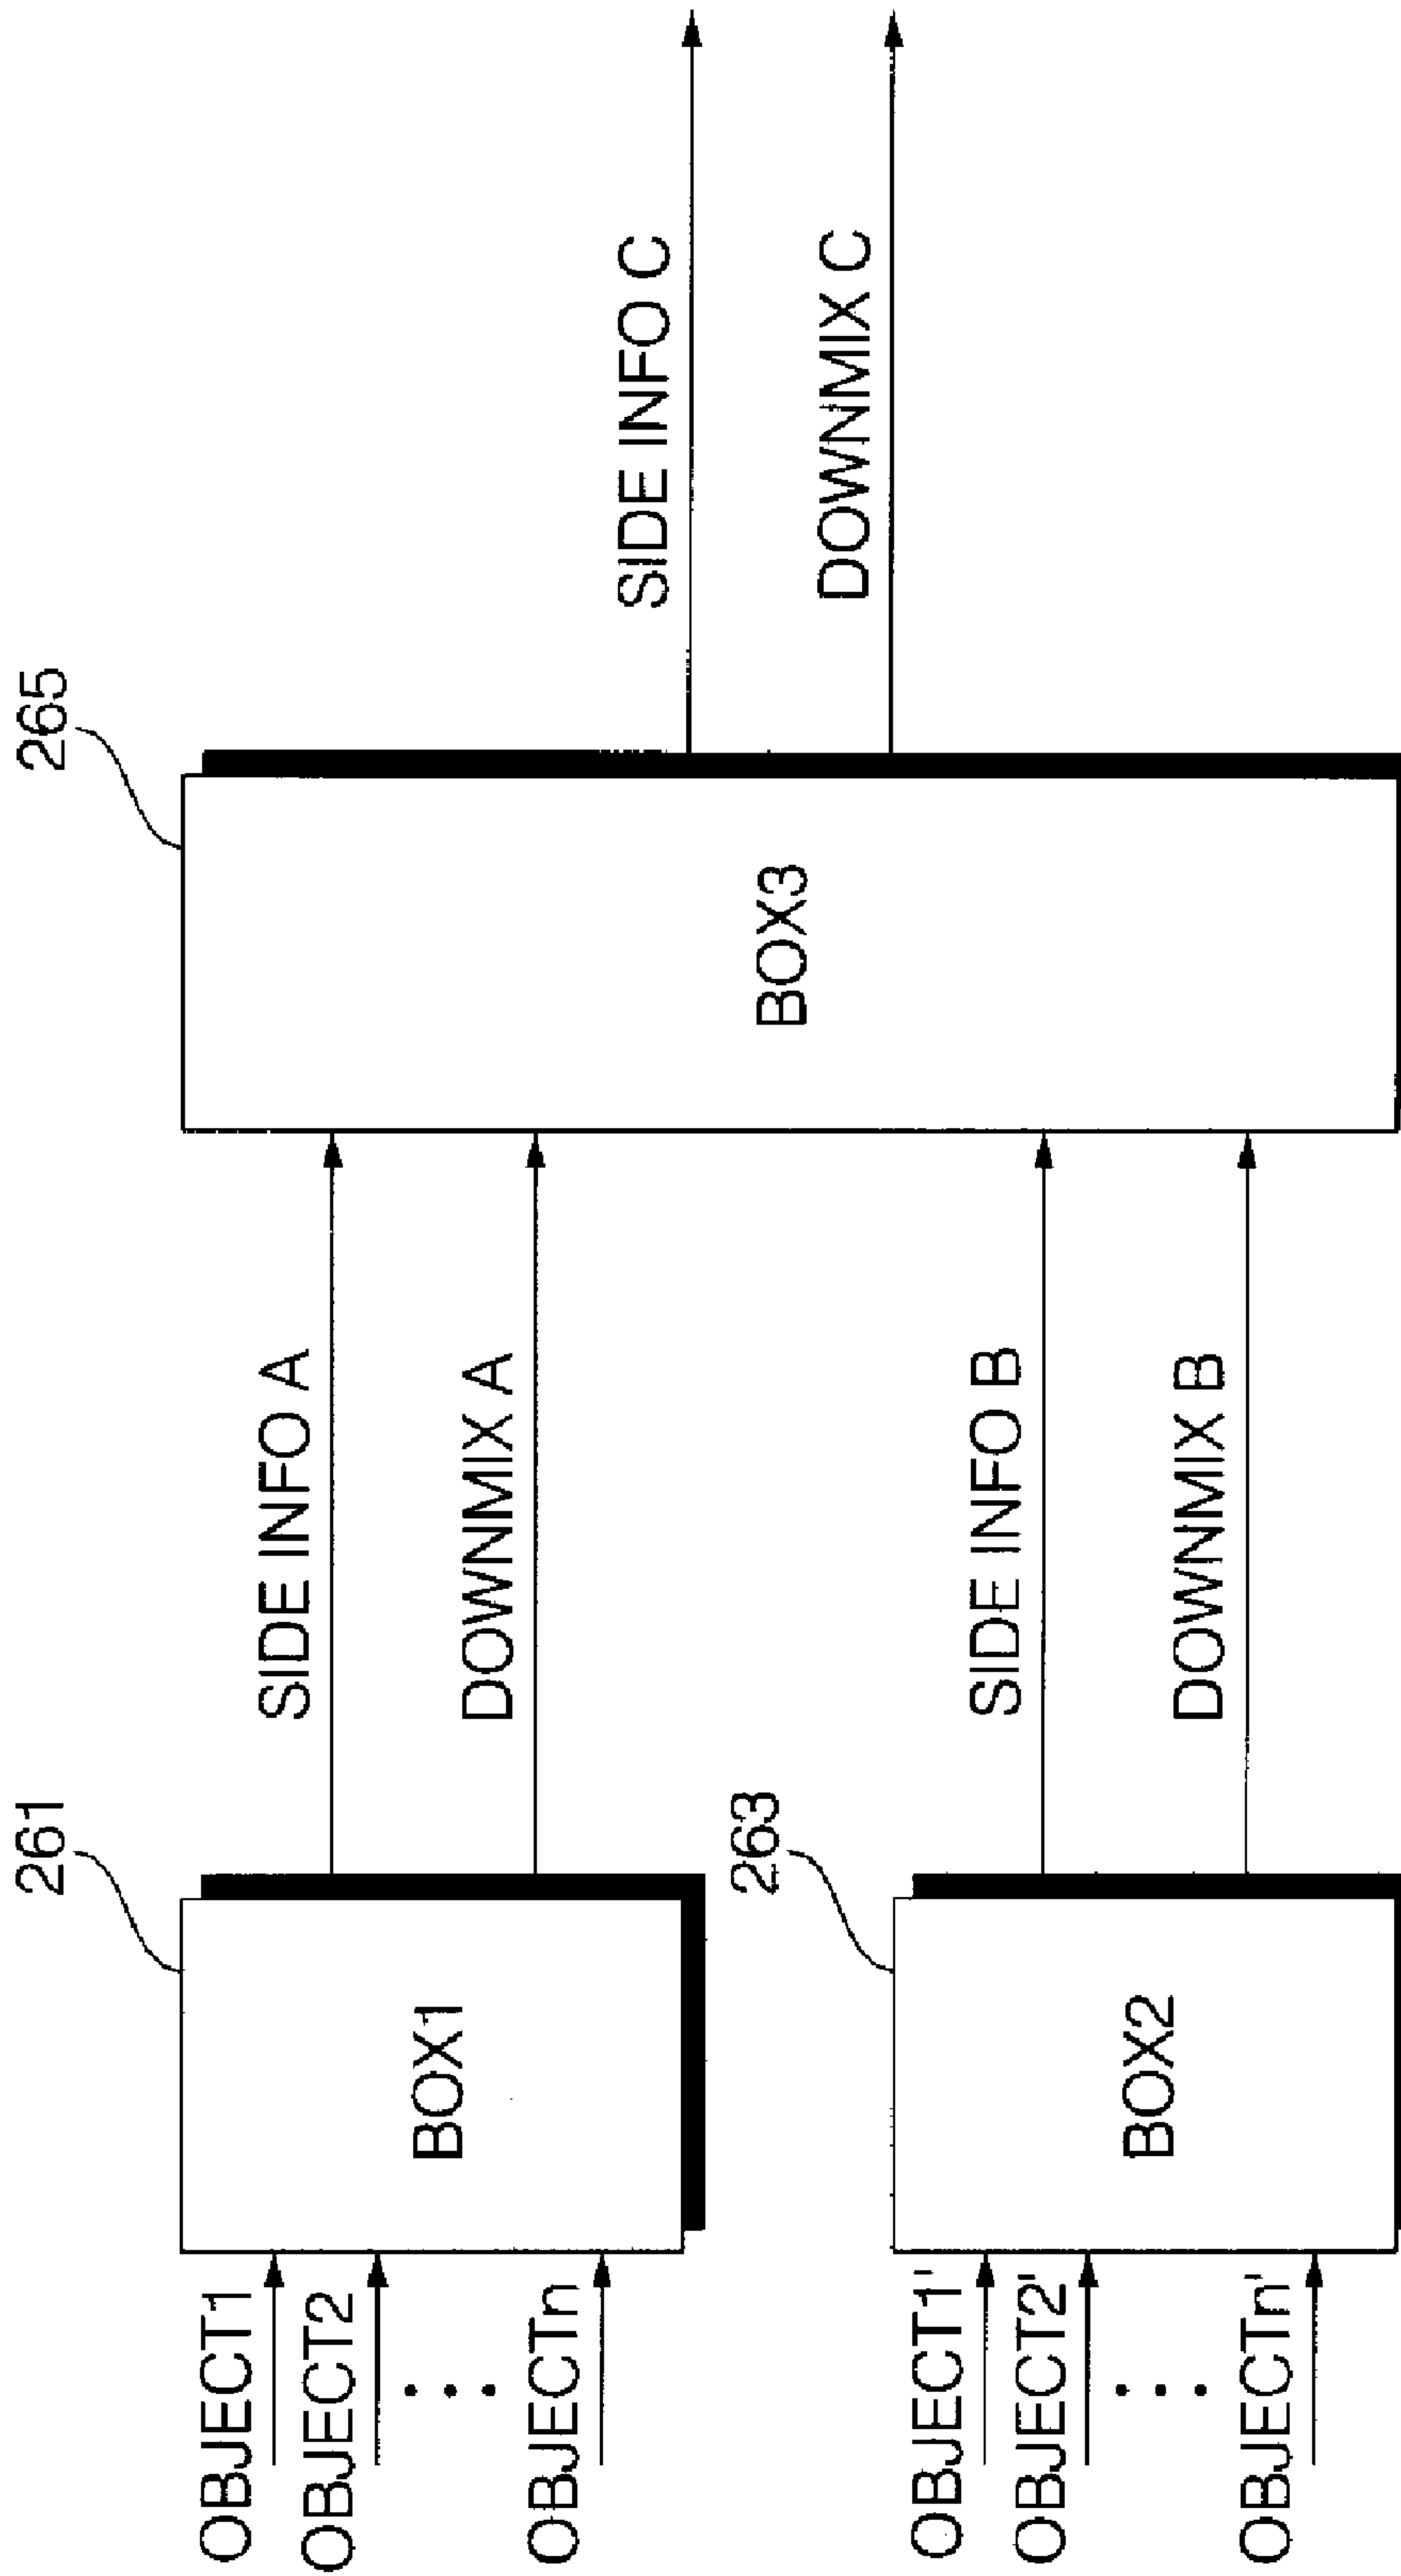 261
OBJECT1
OBJECT2
OBJECTn
BOX1
SIDE INFO A
DOWNMIX A
263
OBJECT1'
OBJECT2'
OBJECTn'
BOX2
SIDE INFO B
DOWNMIX B
265
BOX3
SIDE INFO C
DOWNMIX C